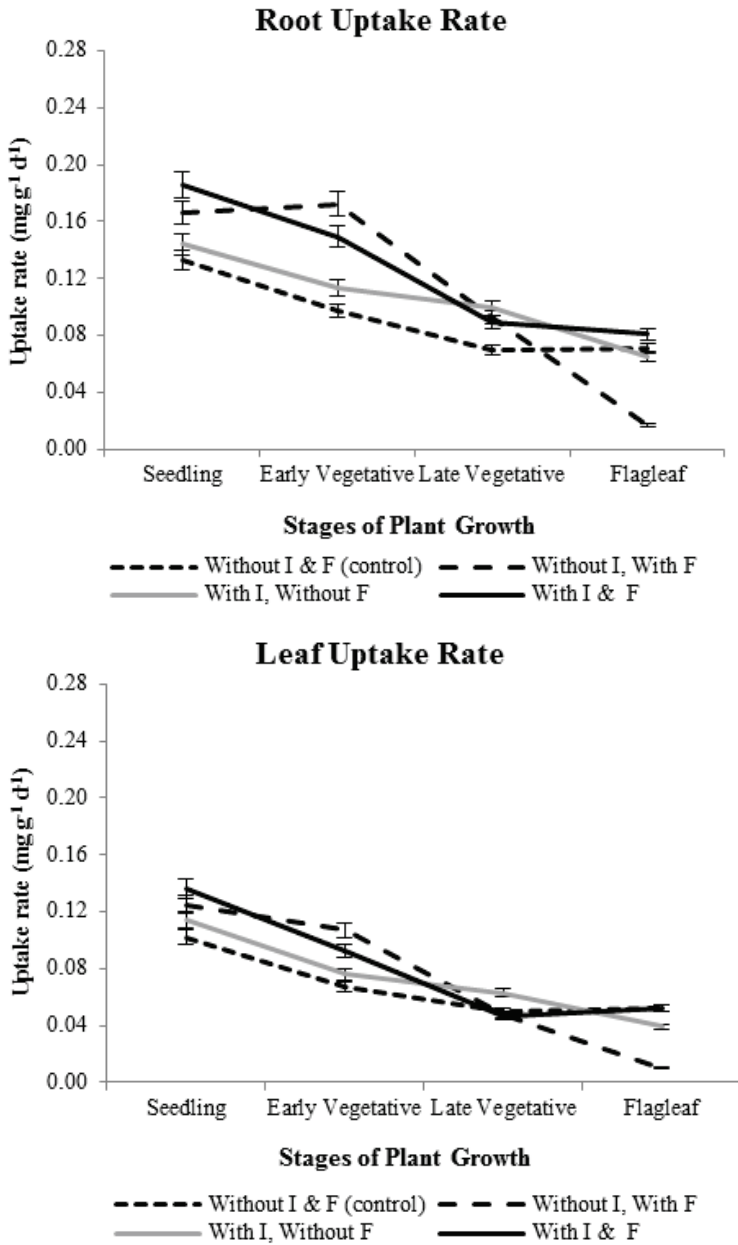 Root Uptake Rate
Uptake rate (mg g-1 d-1)
0.28
0.24
0.20
0.16
0.12
0.08
0.04
0.00
Seedling Early Vegetative Late Vegetative Flagleaf
Stages of Plant Growth
Without I & F (control) Without I, With F
With I, Without F With I & F
Leaf Uptake Rate
Uptake rate (mg g-1 d-1)
0.28
0.24
0.20
0.16
0.12
0.08
0.04
0.00
Seedling Early Vegetative Late Vegetative Flagleaf
Stages of Plant Growth
Without I & F (control) Without I, With F
With I, Without F With I & F